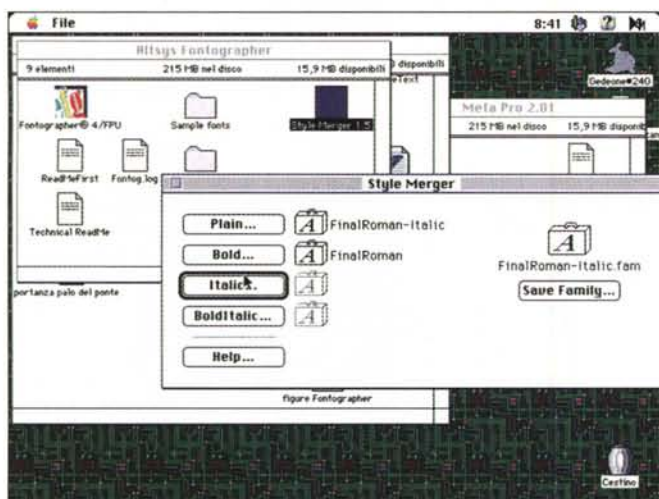 File 8:41
Altsys Fontographer
9 elementi 215 MB nel disco 15,9 MB disponibili
disponibili
eText
Gedeone#240
Fontographer® 4/FPU
Sample fonts
Style Merger 1.5
Meta Pro 2.01
215 MB nel disco 15,9 MB disponib
ReadMeFirst
Fontog.log
Technical ReadMe
Style Merger
Plain... FinalRoman-Italic
Bold... FinalRoman
Italic...
BoldItalic...
Help...
FinalRoman-Italic.fam
Save Family...
portanza palo del ponte
figure Fontographer
Cestino